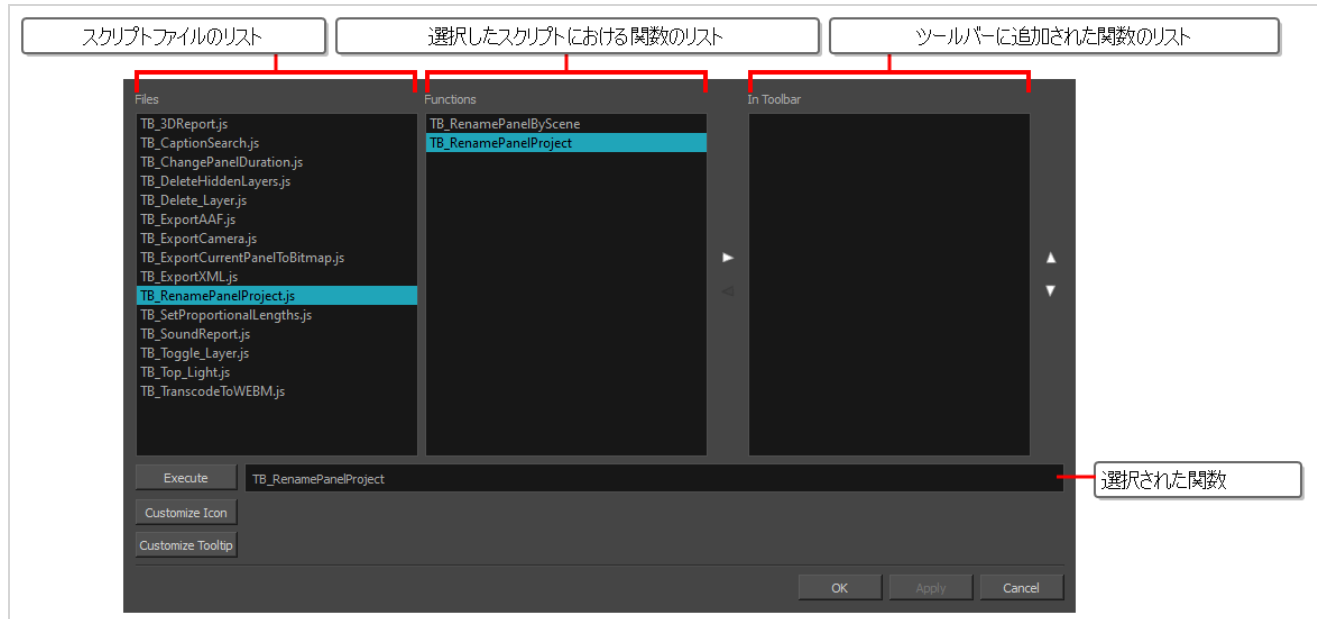 スクリプトファイルのリスト
選択したスクリプトにおける関数のリスト
ツールバーに追加された関数のリスト
Files
Functions
In Toolbar
TB_3DReport.js
TB_CaptionSearch.js
TB_ChangePanelDuration.js
TB_DeleteHiddenLayers.js
TB_Delete_Layer.js
TB_ExportAAF.js
TB_ExportCamera.js
TB_ExportCurrentPanelToBitmap.js
TB_ExportXML.js
TB_RenamePanelProject.js
TB_SetProportionalLengths.js
TB_SoundReport.js
TB_Toggle_Layer.js
TB_Top_Light.js
TB_TranscodeToWEBM.js
TB_RenamePanelByScene
TB_RenamePanelProject
Execute
TB_RenamePanelProject
選択された関数
Customize Icon
Customize Tooltip
OK
Apply
Cancel